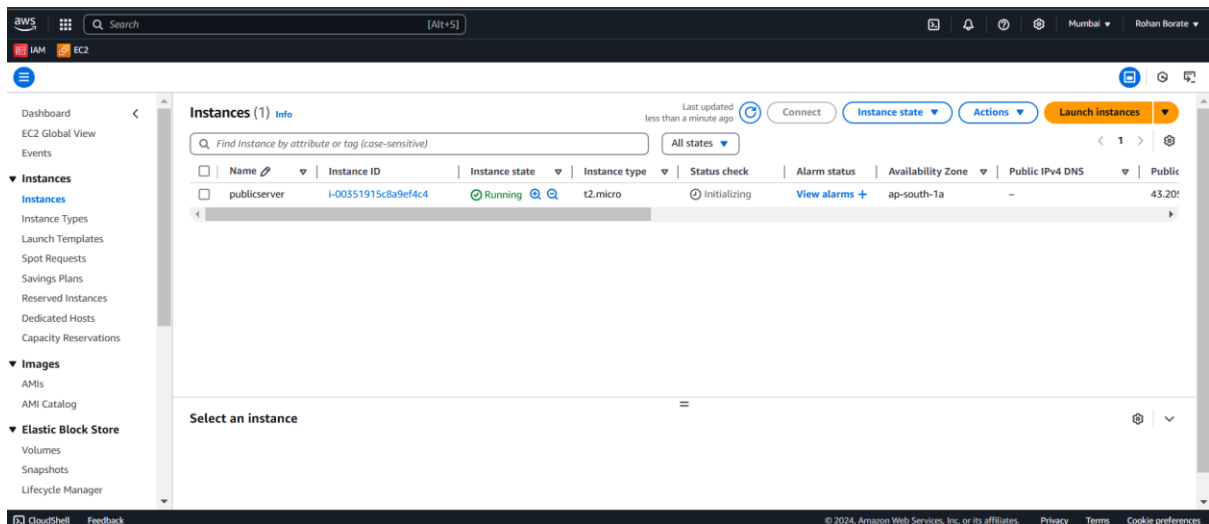 aws Search [Alt+S] Mumbai Rohan Borate
IAM EC2
Dashboard
EC2 Global View
Events
Instances
Instances
Instance Types
Launch Templates
Spot Requests
Savings Plans
Reserved Instances
Dedicated Hosts
Capacity Reservations
Images
AMIs
AMI Catalog
Elastic Block Store
Volumes
Snapshots
Lifecycle Manager
Instances (1) Info
Last updated
less than a minute ago
Connect Instance state Actions Launch instances
Find Instance by attribute or tag (case-sensitive) All states 1
Name Instance ID Instance state Instance type Status check Alarm status Availability Zone Public IPv4 DNS Public
publicserver i-00351915c8a9ef4c4 Running t2.micro Initializing View alarms + ap-south-1a – 43.205
Select an instance
CloudShell Feedback © 2024, Amazon Web Services, Inc. or its affiliates. Privacy Terms Cookie preferences